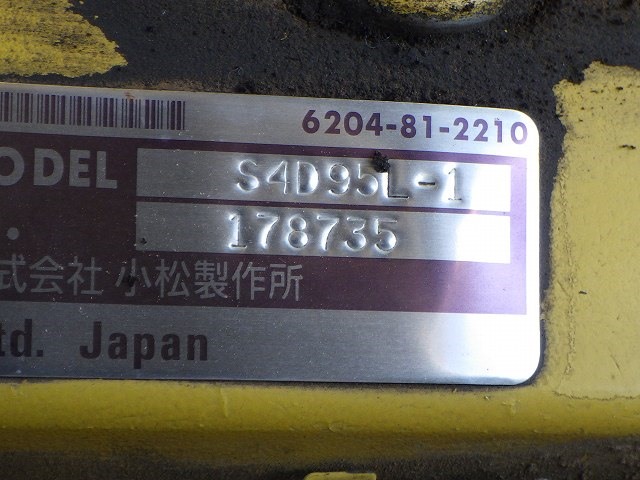 6204-81-2210
ODEL S4D95L-1
. 178735
式会社 小松製作所
td. Japan